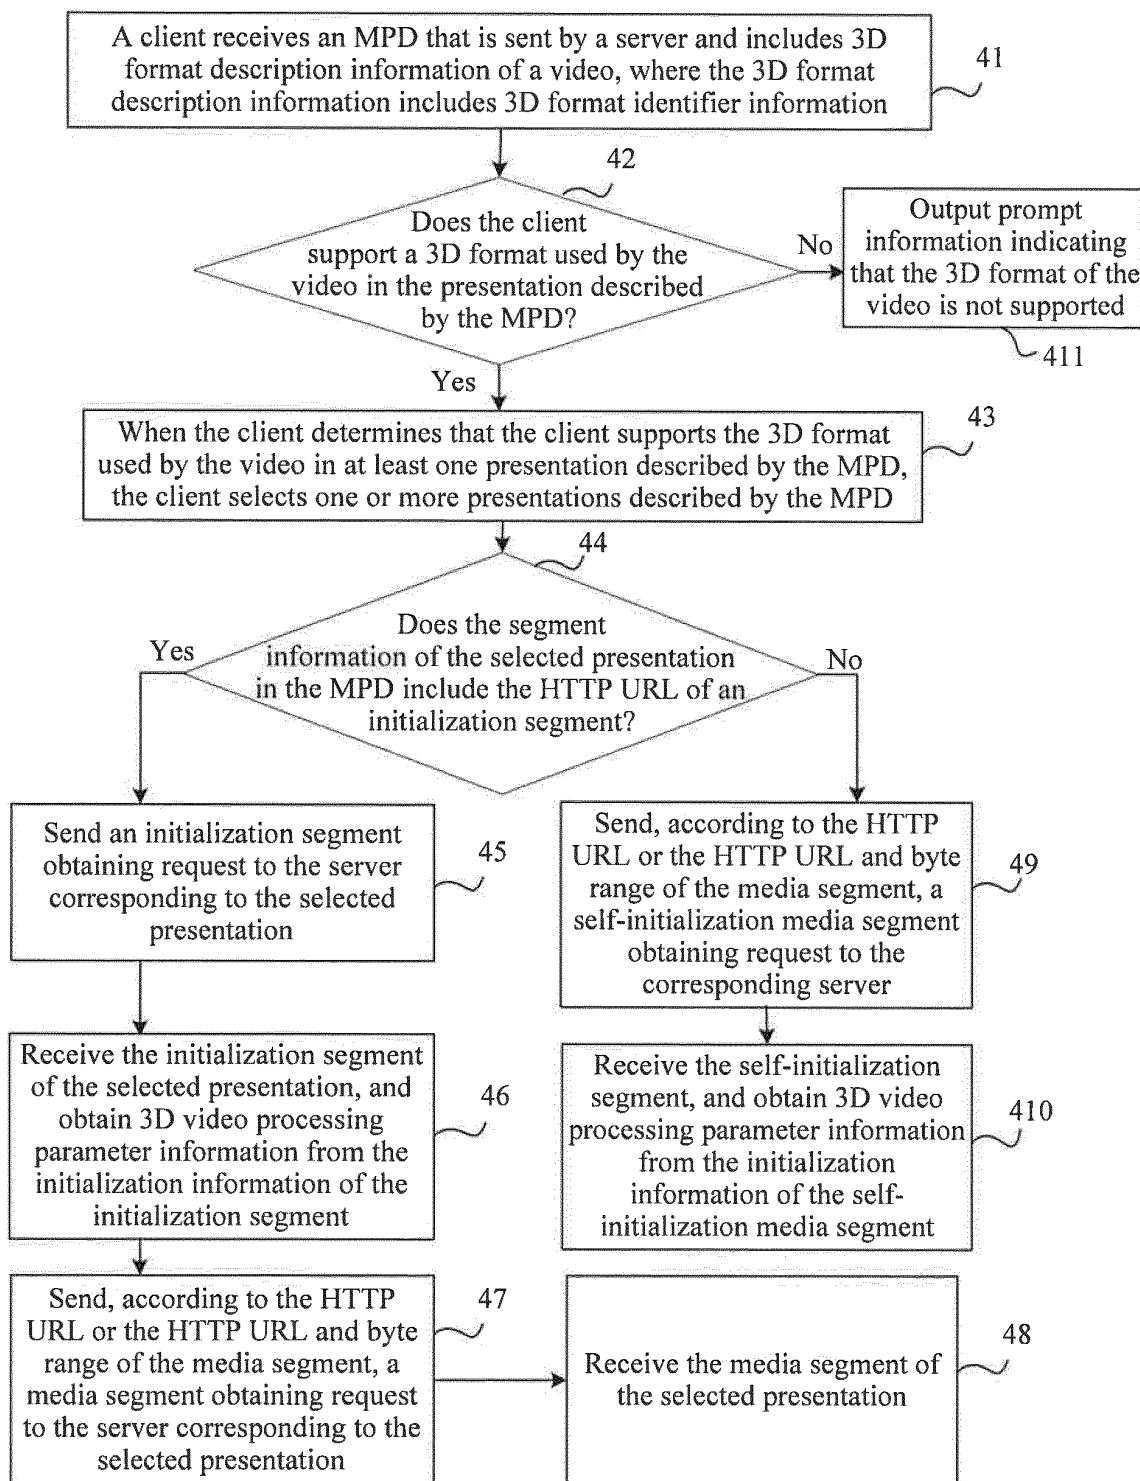 A client receives an MPD that is sent by a server and includes 3D
format description information of a video, where the 3D format
description information includes 3D format identifier information
41
42
Does the client
support a 3D format used by the
video in the presentation described
by the MPD?
No
Output prompt
information indicating
that the 3D format of the
video is not supported
411
Yes
43
When the client determines that the client supports the 3D format
used by the video in at least one presentation described by the MPD,
the client selects one or more presentations described by the MPD
44
Does the segment
information of the selected presentation
in the MPD include the HTTP URL of an
initialization segment?
Yes
No
Send an initialization segment
obtaining request to the server
corresponding to the selected
presentation
45
Send, according to the HTTP
URL or the HTTP URL and byte
range of the media segment, a
self-initialization media segment
obtaining request to the
corresponding server
49
Receive the initialization segment
of the selected presentation, and
obtain 3D video processing
parameter information from the
initialization information of the
initialization segment
46
Receive the self-initialization
segment, and obtain 3D video
processing parameter information
from the initialization
information of the self-
initialization media segment
410
Send, according to the HTTP
URL or the HTTP URL and byte
range of the media segment, a
media segment obtaining request
to the server corresponding to the
selected presentation
47
Receive the media segment of
the selected presentation
48